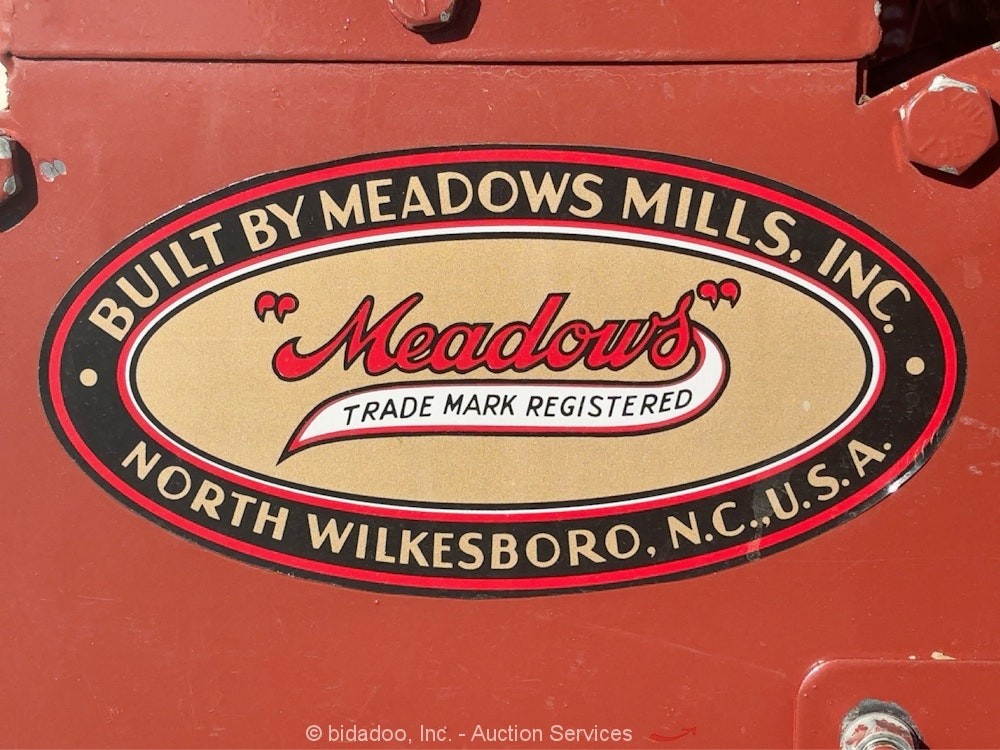 BUILT BY MEADOWS MILLS, INC.
"Meadows"
TRADE MARK REGISTERED
NORTH WILKESBORO, N.C., U.S.A.
© bidadoo, Inc. - Auction Services